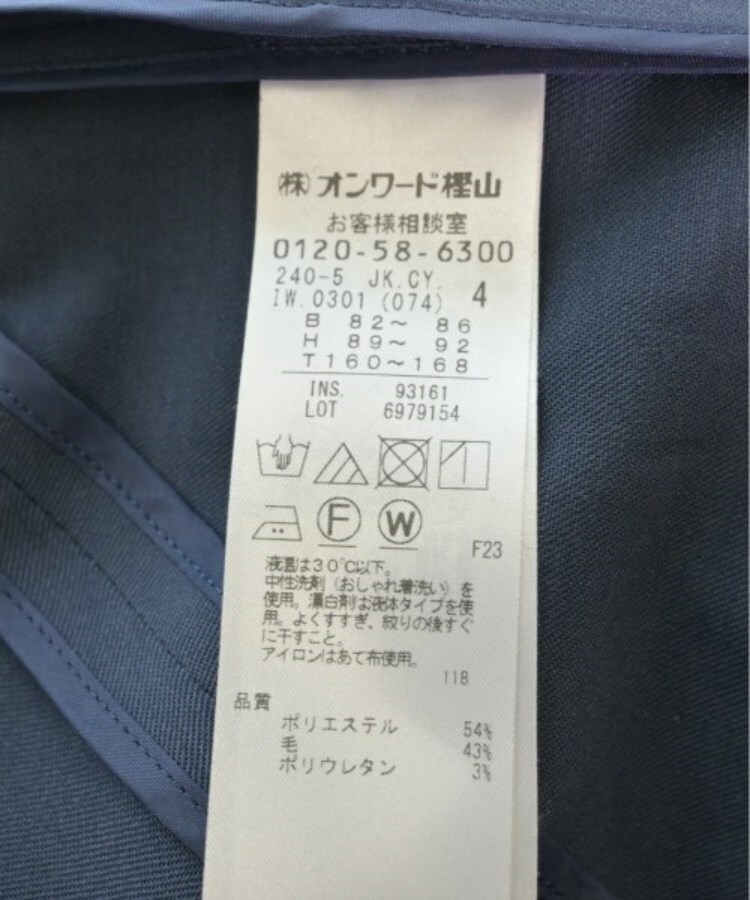 (株)オンワード樫山
お客様相談室
0120-58-6300
240-5 JK.CY.
IW.0301 (074) 4
B 82〜 86
H 89〜 92
T160〜168
INS. 93161
LOT 6979154
F W
F23
液温は30℃以下。
中性洗剤（おしゃれ着洗い）を
使用。漂白剤は液体タイプを使
用。よくすすぎ、絞りの後すぐ
に干すこと。
アイロンはあて布使用。
118
品質
ポリエステル 54%
毛 43%
ポリウレタン 3%